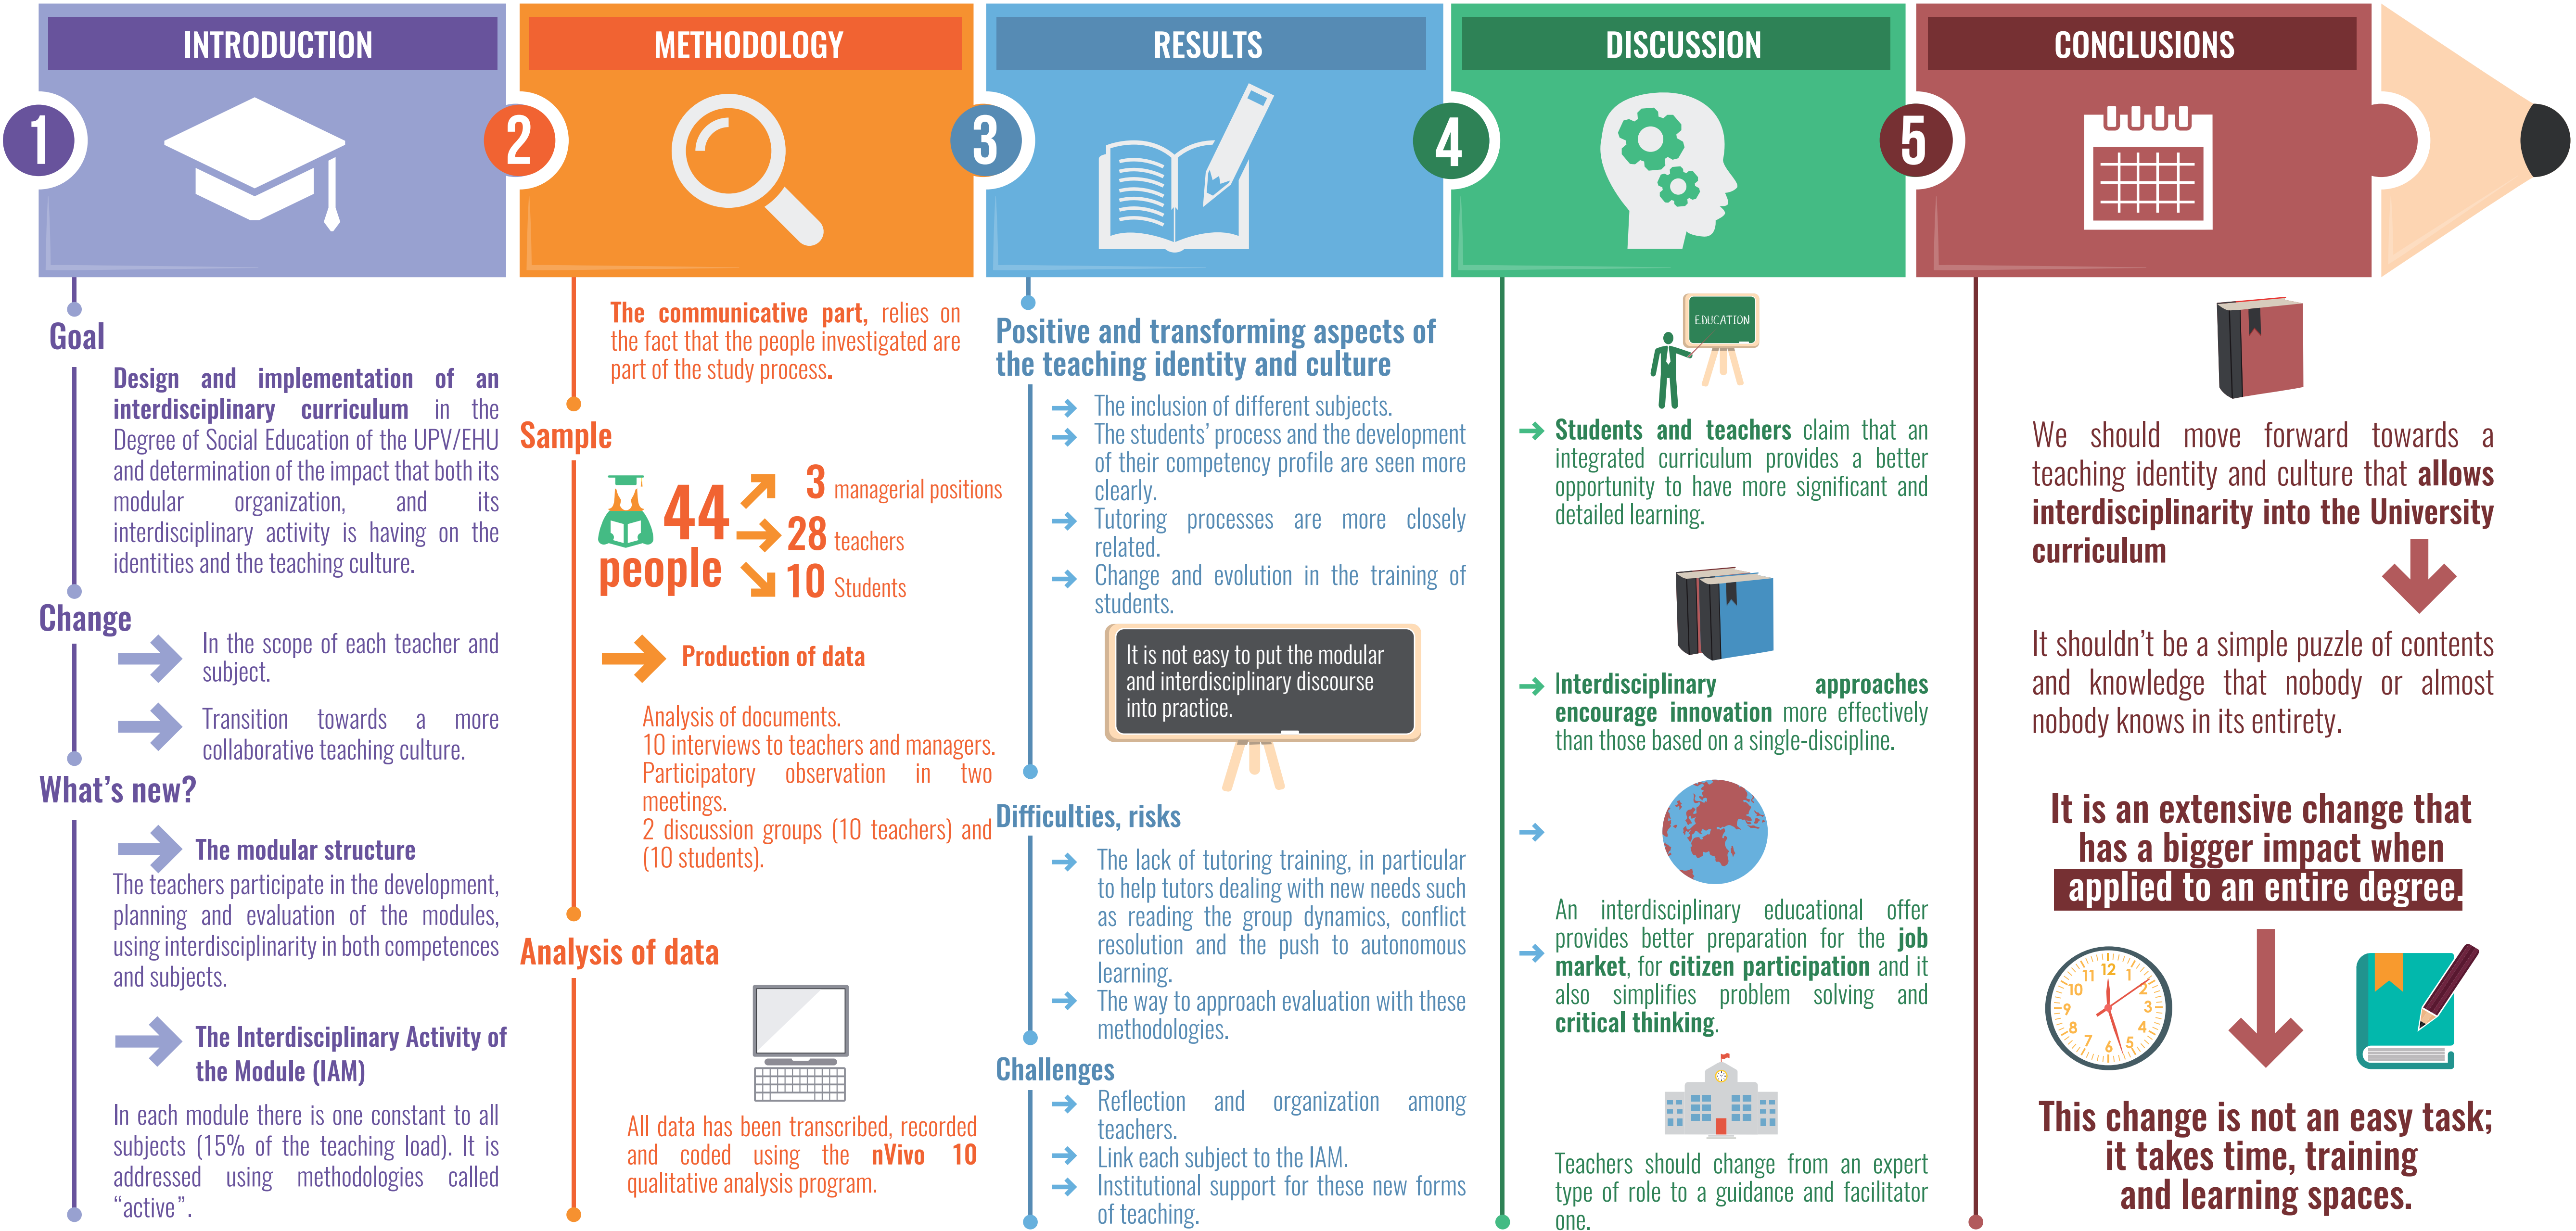 INTRODUCTION
1
Goal
Design and implementation of an
interdisciplinary curriculum in the
Degree of Social Education of the UPV/EHU
and determination of the impact that both its
modular organization, and its
interdisciplinary activity is having on the
identities and the teaching culture.
Change
In the scope of each teacher and
subject.
Transition towards a more
collaborative teaching culture.
What's new?
The modular structure
The teachers participate in the development,
planning and evaluation of the modules,
using interdisciplinarity in both competences
and subjects.
The Interdisciplinary Activity of
the Module (IAM)
In each module there is one constant to all
subjects (15% of the teaching load). It is
addressed using methodologies called
“active”.
METHODOLOGY
2
The communicative part, relies on
the fact that the people investigated are
part of the study process.
Sample
44
people
3 managerial positions
28 teachers
10 Students
Production of data
Analysis of documents.
10 interviews to teachers and managers.
Participatory observation in two
meetings.
2 discussion groups (10 teachers) and
(10 students).
Analysis of data
All data has been transcribed, recorded
and coded using the nVivo 10
qualitative analysis program.
RESULTS
3
Positive and transforming aspects of
the teaching identity and culture
The inclusion of different subjects.
The students' process and the development
of their competency profile are seen more
clearly.
Tutoring processes are more closely
related.
Change and evolution in the training of
students.
It is not easy to put the modular
and interdisciplinary discourse
into practice.
Difficulties, risks
The lack of tutoring training, in particular
to help tutors dealing with new needs such
as reading the group dynamics, conflict
resolution and the push to autonomous
learning.
The way to approach evaluation with these
methodologies.
Challenges
Reflection and organization among
teachers.
Link each subject to the IAM.
Institutional support for these new forms
of teaching.
DISCUSSION
4
EDUCATION
Students and teachers claim that an
integrated curriculum provides a better
opportunity to have more significant and
detailed learning.
Interdisciplinary approaches
encourage innovation more effectively
than those based on a single-discipline.
An interdisciplinary educational offer
provides better preparation for the job
market, for citizen participation and it
also simplifies problem solving and
critical thinking.
Teachers should change from an expert
type of role to a guidance and facilitator
one.
CONCLUSIONS
5
We should move forward towards a
teaching identity and culture that allows
interdisciplinarity into the University
curriculum
It shouldn't be a simple puzzle of contents
and knowledge that nobody or almost
nobody knows in its entirety.
It is an extensive change that
has a bigger impact when
applied to an entire degree.
12 1 2 3 4 5 6 7 8 9 10 11
This change is not an easy task;
it takes time, training
and learning spaces.